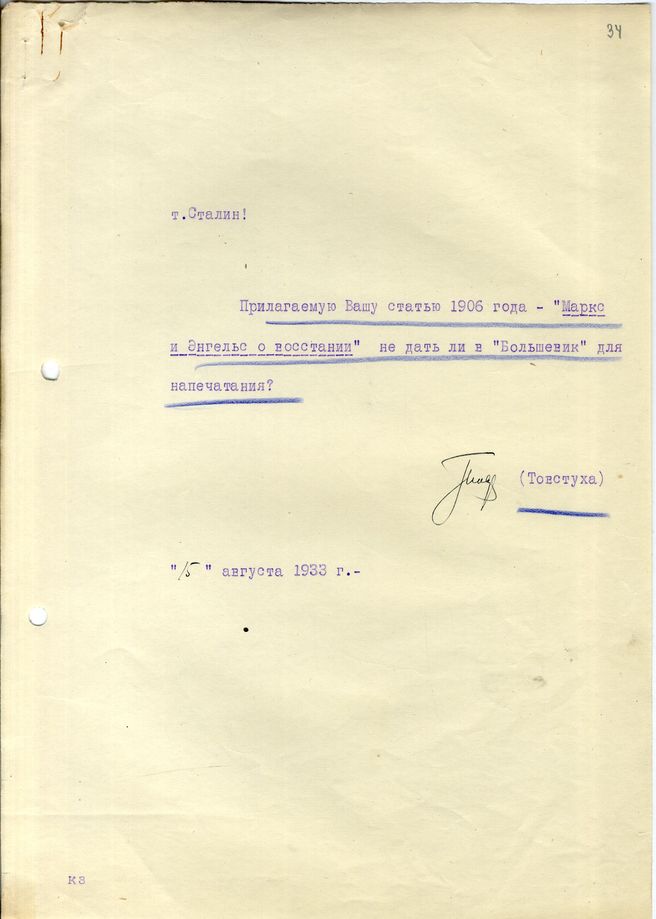 34
т.Сталин!
Прилагаемую Вашу статью 1906 года - "Маркс
и Энгельс о восстании" не дать ли в "Большевик" для
напечатания?
(Товстуха)
"15" августа 1933 г.-
кз